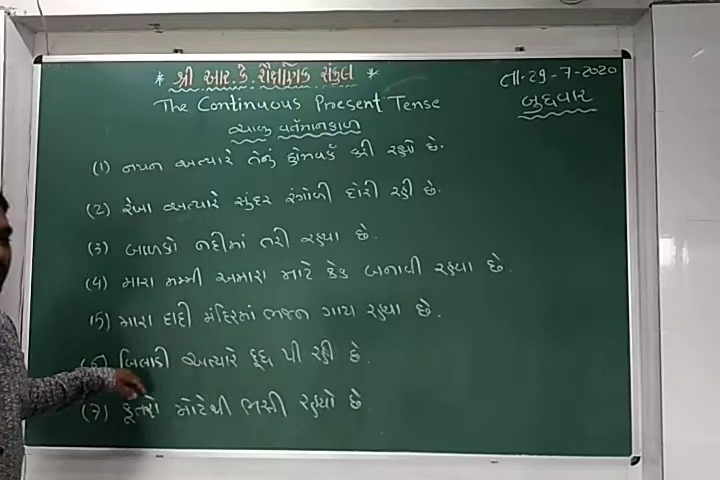 * શ્રી આર. કે. શૈક્ષણિક સંકુલ *
તા.29-7-2020
બુધવાર
The Continuous Present Tense
ચાલુ વર્તમાનકાળ
(1) નયન અત્યારે તેનું હોમવર્ક કરી રહ્યો છે.
(2) રેખા અત્યારે સુંદર રંગોળી દોરી રહી છે.
(3) બાળકો નદીમાં તરી રહ્યા છે.
(4) મારા મમ્મી અમારા માટે કેક બનાવી રહ્યા છે.
(5) મારા દાદી મંદિરમાં ભજન ગાય રહ્યા છે.
(6) બિલાડી અત્યારે દૂધ પી રહી છે.
(7) કૂતરો મોટેથી ભસી રહ્યો છે.